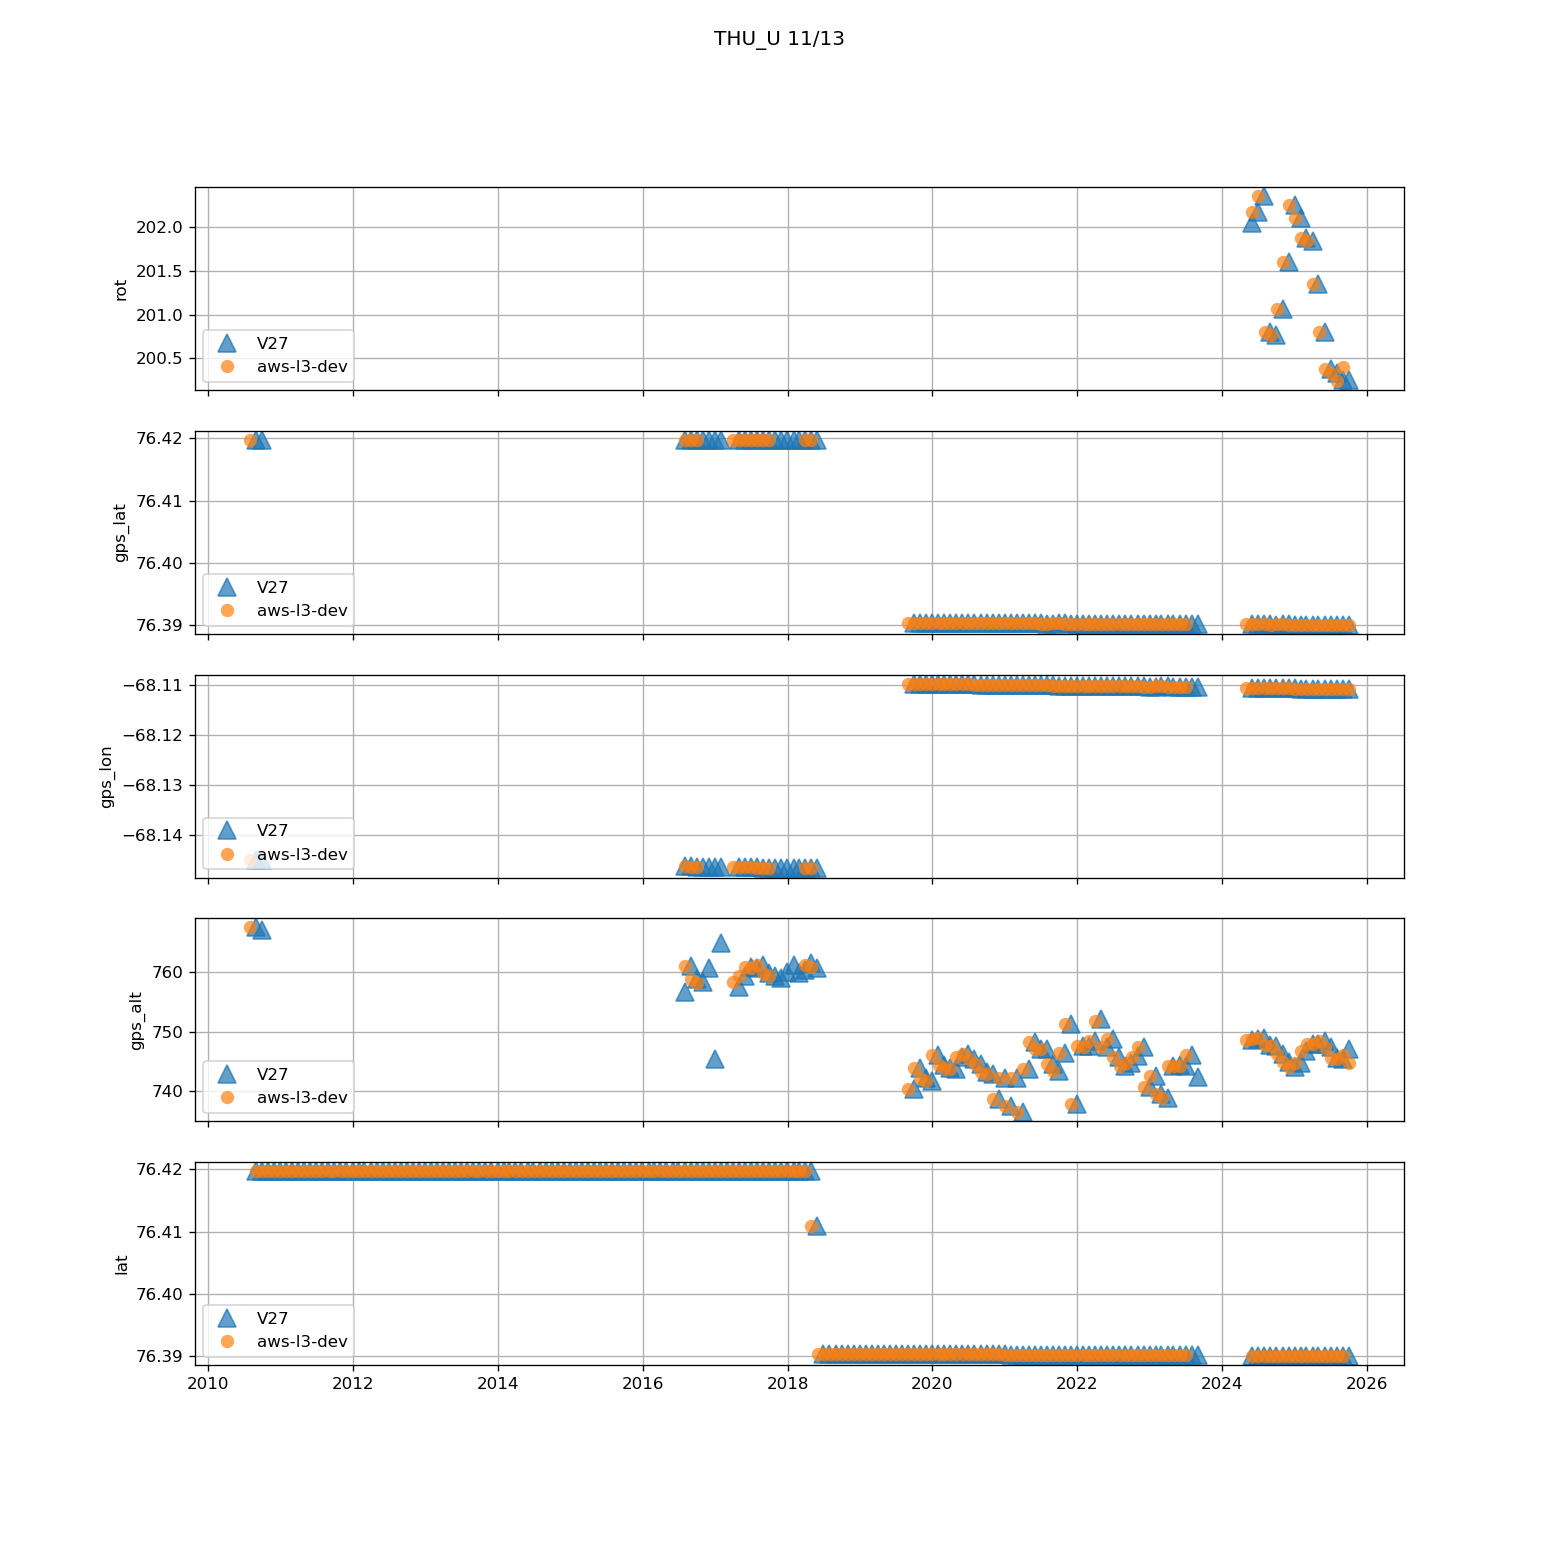 THU_U 11/13
202.0
201.5
201.0
200.5
rot
V27
aws-l3-dev
76.42
76.41
76.40
76.39
gps_lat
V27
aws-l3-dev
−68.11
−68.12
−68.13
−68.14
gps_lon
V27
aws-l3-dev
760
750
740
gps_alt
V27
aws-l3-dev
76.42
76.41
76.40
76.39
lat
V27
aws-l3-dev
2010 2012 2014 2016 2018 2020 2022 2024 2026